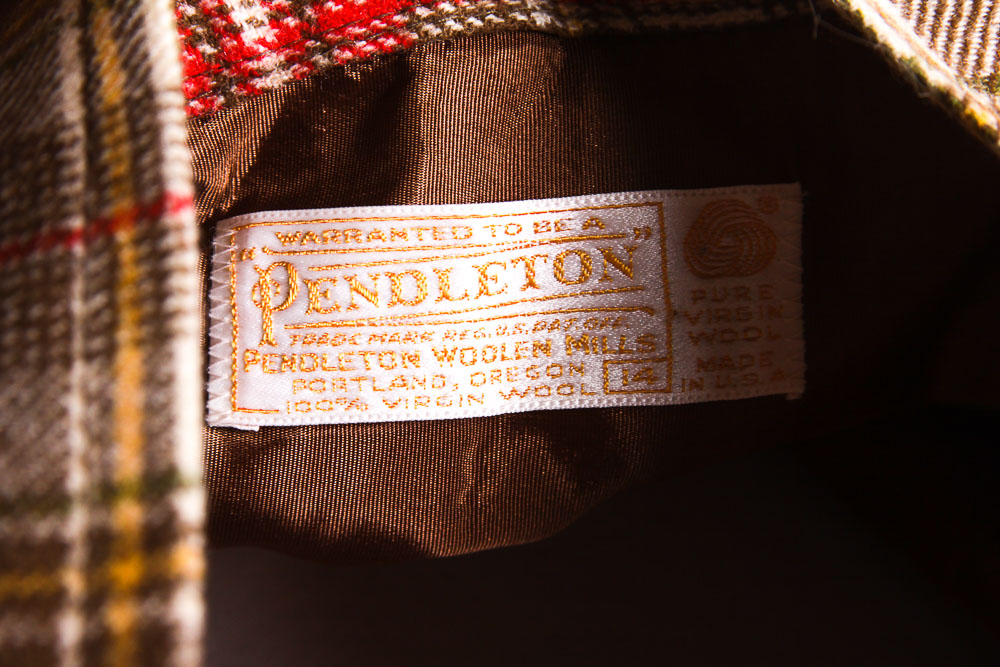 WARRANTED TO BE A
"PENDLETON"
TRADE MARK REG. U.S. PAT. OFF.
PENDLETON WOOLEN MILLS
PORTLAND, OREGON
100% VIRGIN WOOL
14
®
PURE
VIRGIN
WOOL
MADE
IN U.S.A.